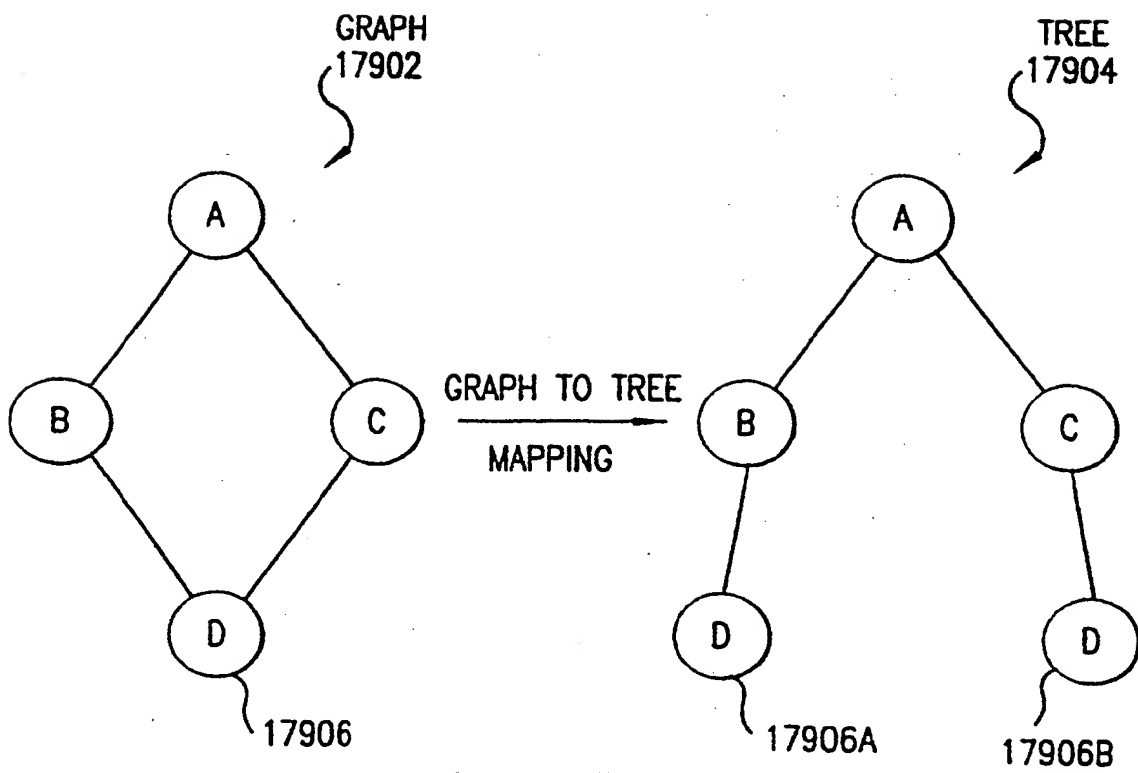 GRAPH
17902
TREE
17904
A
A
B
C
GRAPH TO TREE
MAPPING
B
C
D
D
D
17906
17906A
17906B